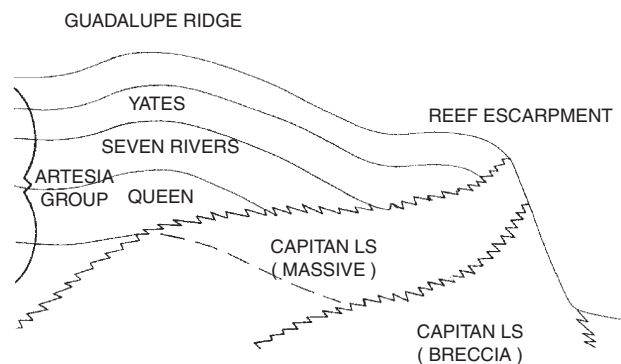 GUADALUPE RIDGE
YATES
REEF ESCARPMENT
SEVEN RIVERS
ARTESIA
GROUP
QUEEN
CAPITAN LS
( MASSIVE )
CAPITAN LS
( BRECCIA )